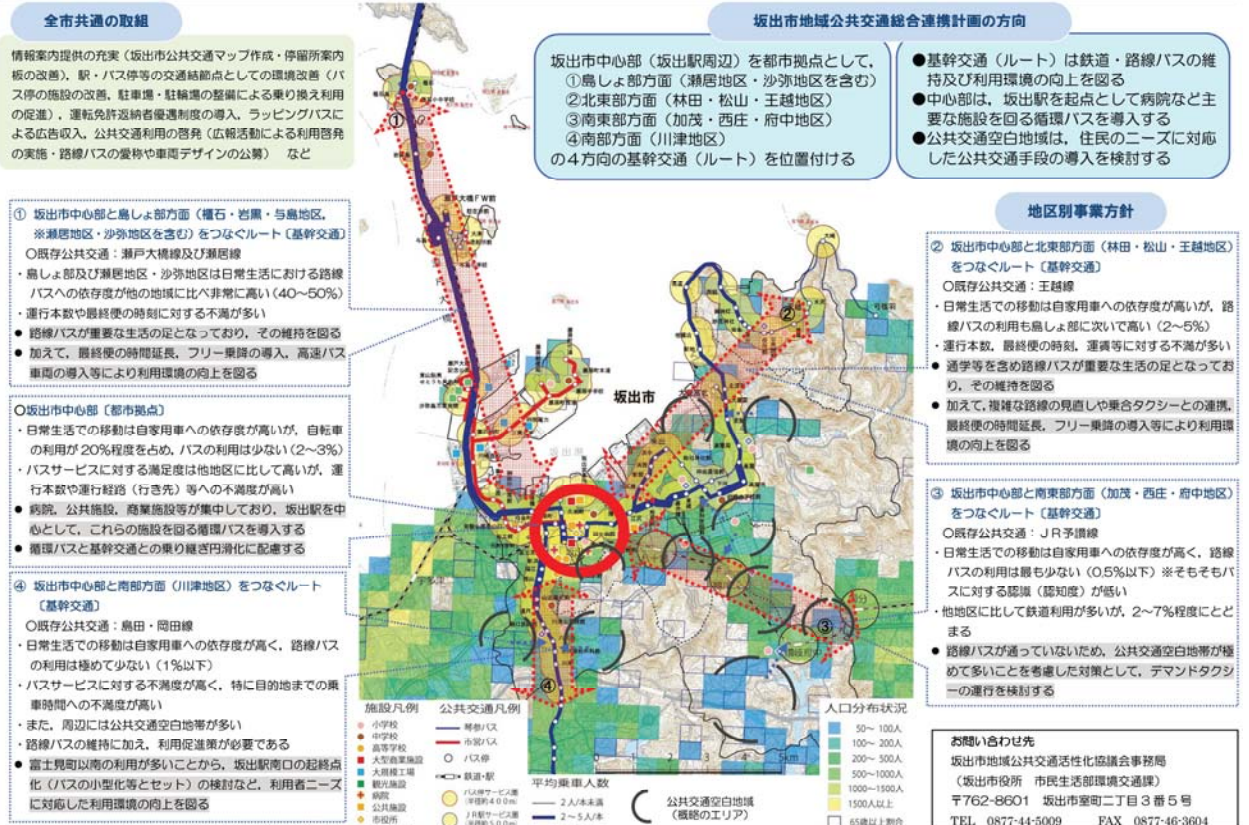 全市共通の取組
情報案内提供の充実（坂出市公共交通マップ作成・停留所案内
板の改善），駅・バス停等の交通結節点としての環境改善（バ
ス停の施設の改善，駐車場・駐輪場の整備による乗り換え利用
の促進），運転免許返納者優遇制度の導入，ラッピングバスに
よる広告収入，公共交通利用の啓発（広報活動による利用啓発
の実施・路線バスの愛称や車両デザインの公募）　など
坂出市地域公共交通総合連携計画の方向
坂出市中心部（坂出駅周辺）を都市拠点として，
①島しょ部方面（瀬居地区・沙弥地区を含む）
②北東部方面（林田・松山・王越地区）
③南東部方面（加茂・西庄・府中地区）
④南部方面（川津地区）
の４方向の基幹交通（ルート）を位置付ける
●基幹交通（ルート）は鉄道・路線バスの維
持及び利用環境の向上を図る
●中心部は，坂出駅を起点として病院など主
要な施設を回る循環バスを導入する
●公共交通空白地域は，住民のニーズに対応
した公共交通手段の導入を検討する
① 坂出市中心部と島しょ部方面（櫃石・岩黒・与島地区，
※瀬居地区・沙弥地区を含む）をつなぐルート〔基幹交通〕
○既存公共交通：瀬戸大橋線及び瀬居線
・島しょ部及び瀬居地区・沙弥地区は日常生活における路線
バスへの依存度が他の地域に比べ非常に高い（40～50%）
・運行本数や最終便の時刻に対する不満が多い
● 路線バスが重要な生活の足となっており，その維持を図る
● 加えて，最終便の時間延長，フリー乗降の導入，高速バス
車両の導入等により利用環境の向上を図る
○坂出市中心部〔都市拠点〕
・日常生活での移動は自家用車への依存度が高いが，自転車
の利用が20%程度を占め，バスの利用は少ない（2～3%）
・バスサービスに対する満足度は他地区に比して高いが，運
行本数や運行経路（行き先）等への不満度が高い
● 病院，公共施設，商業施設等が集中しており，坂出駅を中
心として，これらの施設を回る循環バスを導入する
● 循環バスと基幹交通との乗り継ぎ円滑化に配慮する
④ 坂出市中心部と南部方面（川津地区）をつなぐルート
〔基幹交通〕
○既存公共交通：島田・岡田線
・日常生活での移動は自家用車への依存度が高く，路線バス
の利用は極めて少ない（1%以下）
・バスサービスに対する不満度が高く，特に目的地までの乗
車時間への不満度が高い
・また，周辺には公共交通空白地帯が多い
・路線バスの維持に加え，利用促進策が必要である
● 富士見町以南の利用が多いことから，坂出駅南口の起終点
化（バスの小型化等とセット）の検討など，利用者ニーズ
に対応した利用環境の向上を図る
①
②
③
④
坂出市
施設凡例
小学校
中学校
高等学校
大型商業施設
大規模工場
観光施設
病院
公共施設
市役所
公共交通凡例
琴参バス
市営バス
バス停
鉄道・駅
バス停サービス圏
（半径約400m）
JR駅サービス圏
（半径約500m）
平均乗車人数
2人/本未満
2～5人/本
公共交通空白地域
（概略のエリア）
0 1 2 3 4 5km
人口分布状況
50～ 100人
100～ 200人
200～ 500人
500～1000人
1000～1500人
1500人以上
65歳以上割合
地区別事業方針
② 坂出市中心部と北東部方面（林田・松山・王越地区）
をつなぐルート〔基幹交通〕
○既存公共交通：王越線
・日常生活での移動は自家用車への依存度が高いが，路
線バスの利用も島しょ部に次いで高い（2～5%）
・運行本数，最終便の時刻，運賃等に対する不満が多い
● 通学等を含め路線バスが重要な生活の足となってお
り，その維持を図る
● 加えて，複雑な路線の見直しや乗合タクシーとの連携，
最終便の時間延長，フリー乗降の導入等により利用環
境の向上を図る
③ 坂出市中心部と南東部方面（加茂・西庄・府中地区）
をつなぐルート〔基幹交通〕
○既存公共交通：ＪＲ予讃線
・日常生活での移動は自家用車への依存度が高く，路線
バスの利用は最も少ない（0.5%以下）※そもそもバ
スに対する認識（認知度）が低い
・他地区に比して鉄道利用が多いが，2～7%程度にとど
まる
● 路線バスが通っていないため，公共交通空白地帯が極
めて多いことを考慮した対策として，デマンドタクシ
ーの運行を検討する
お問い合わせ先
坂出市地域公共交通活性化協議会事務局
（坂出市役所　市民生活部環境交通課）
〒762-8601　坂出市室町二丁目３番５号
TEL　0877-44-5009　　FAX　0877-46-3604